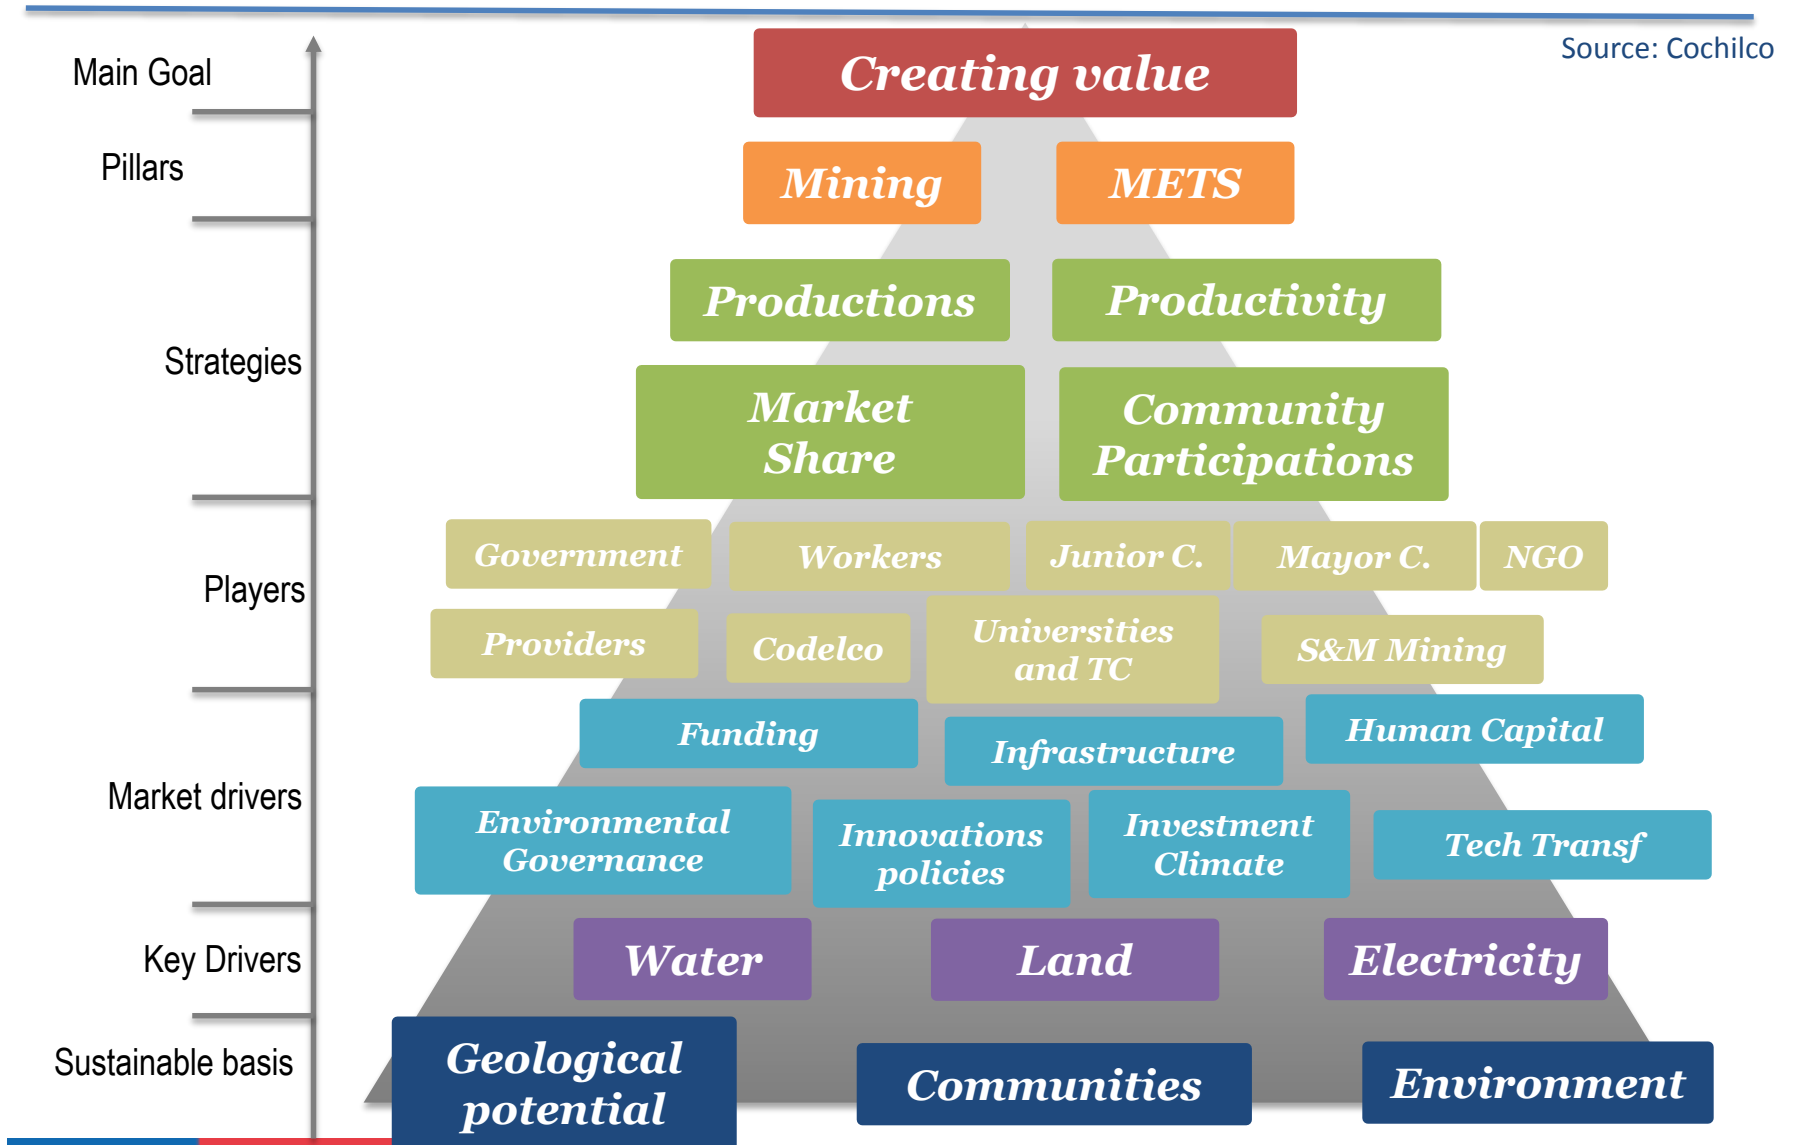 Source: Cochilco
Main Goal
Creating value
Pillars
Mining
METS
Strategies
Productions
Productivity
Market
Share
Community
Participations
Players
Government
Workers
Junior C.
Mayor C.
NGO
Providers
Codelco
Universities
and TC
S&M Mining
Market drivers
Funding
Infrastructure
Human Capital
Environmental
Governance
Innovations
policies
Investment
Climate
Tech Transf
Key Drivers
Water
Land
Electricity
Sustainable basis
Geological
potential
Communities
Environment